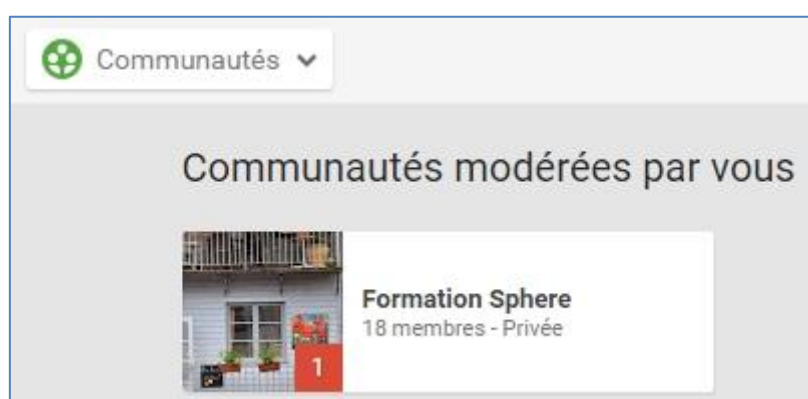 Communautés
Communautés modérées par vous
Formation Sphere
18 membres - Privée
1